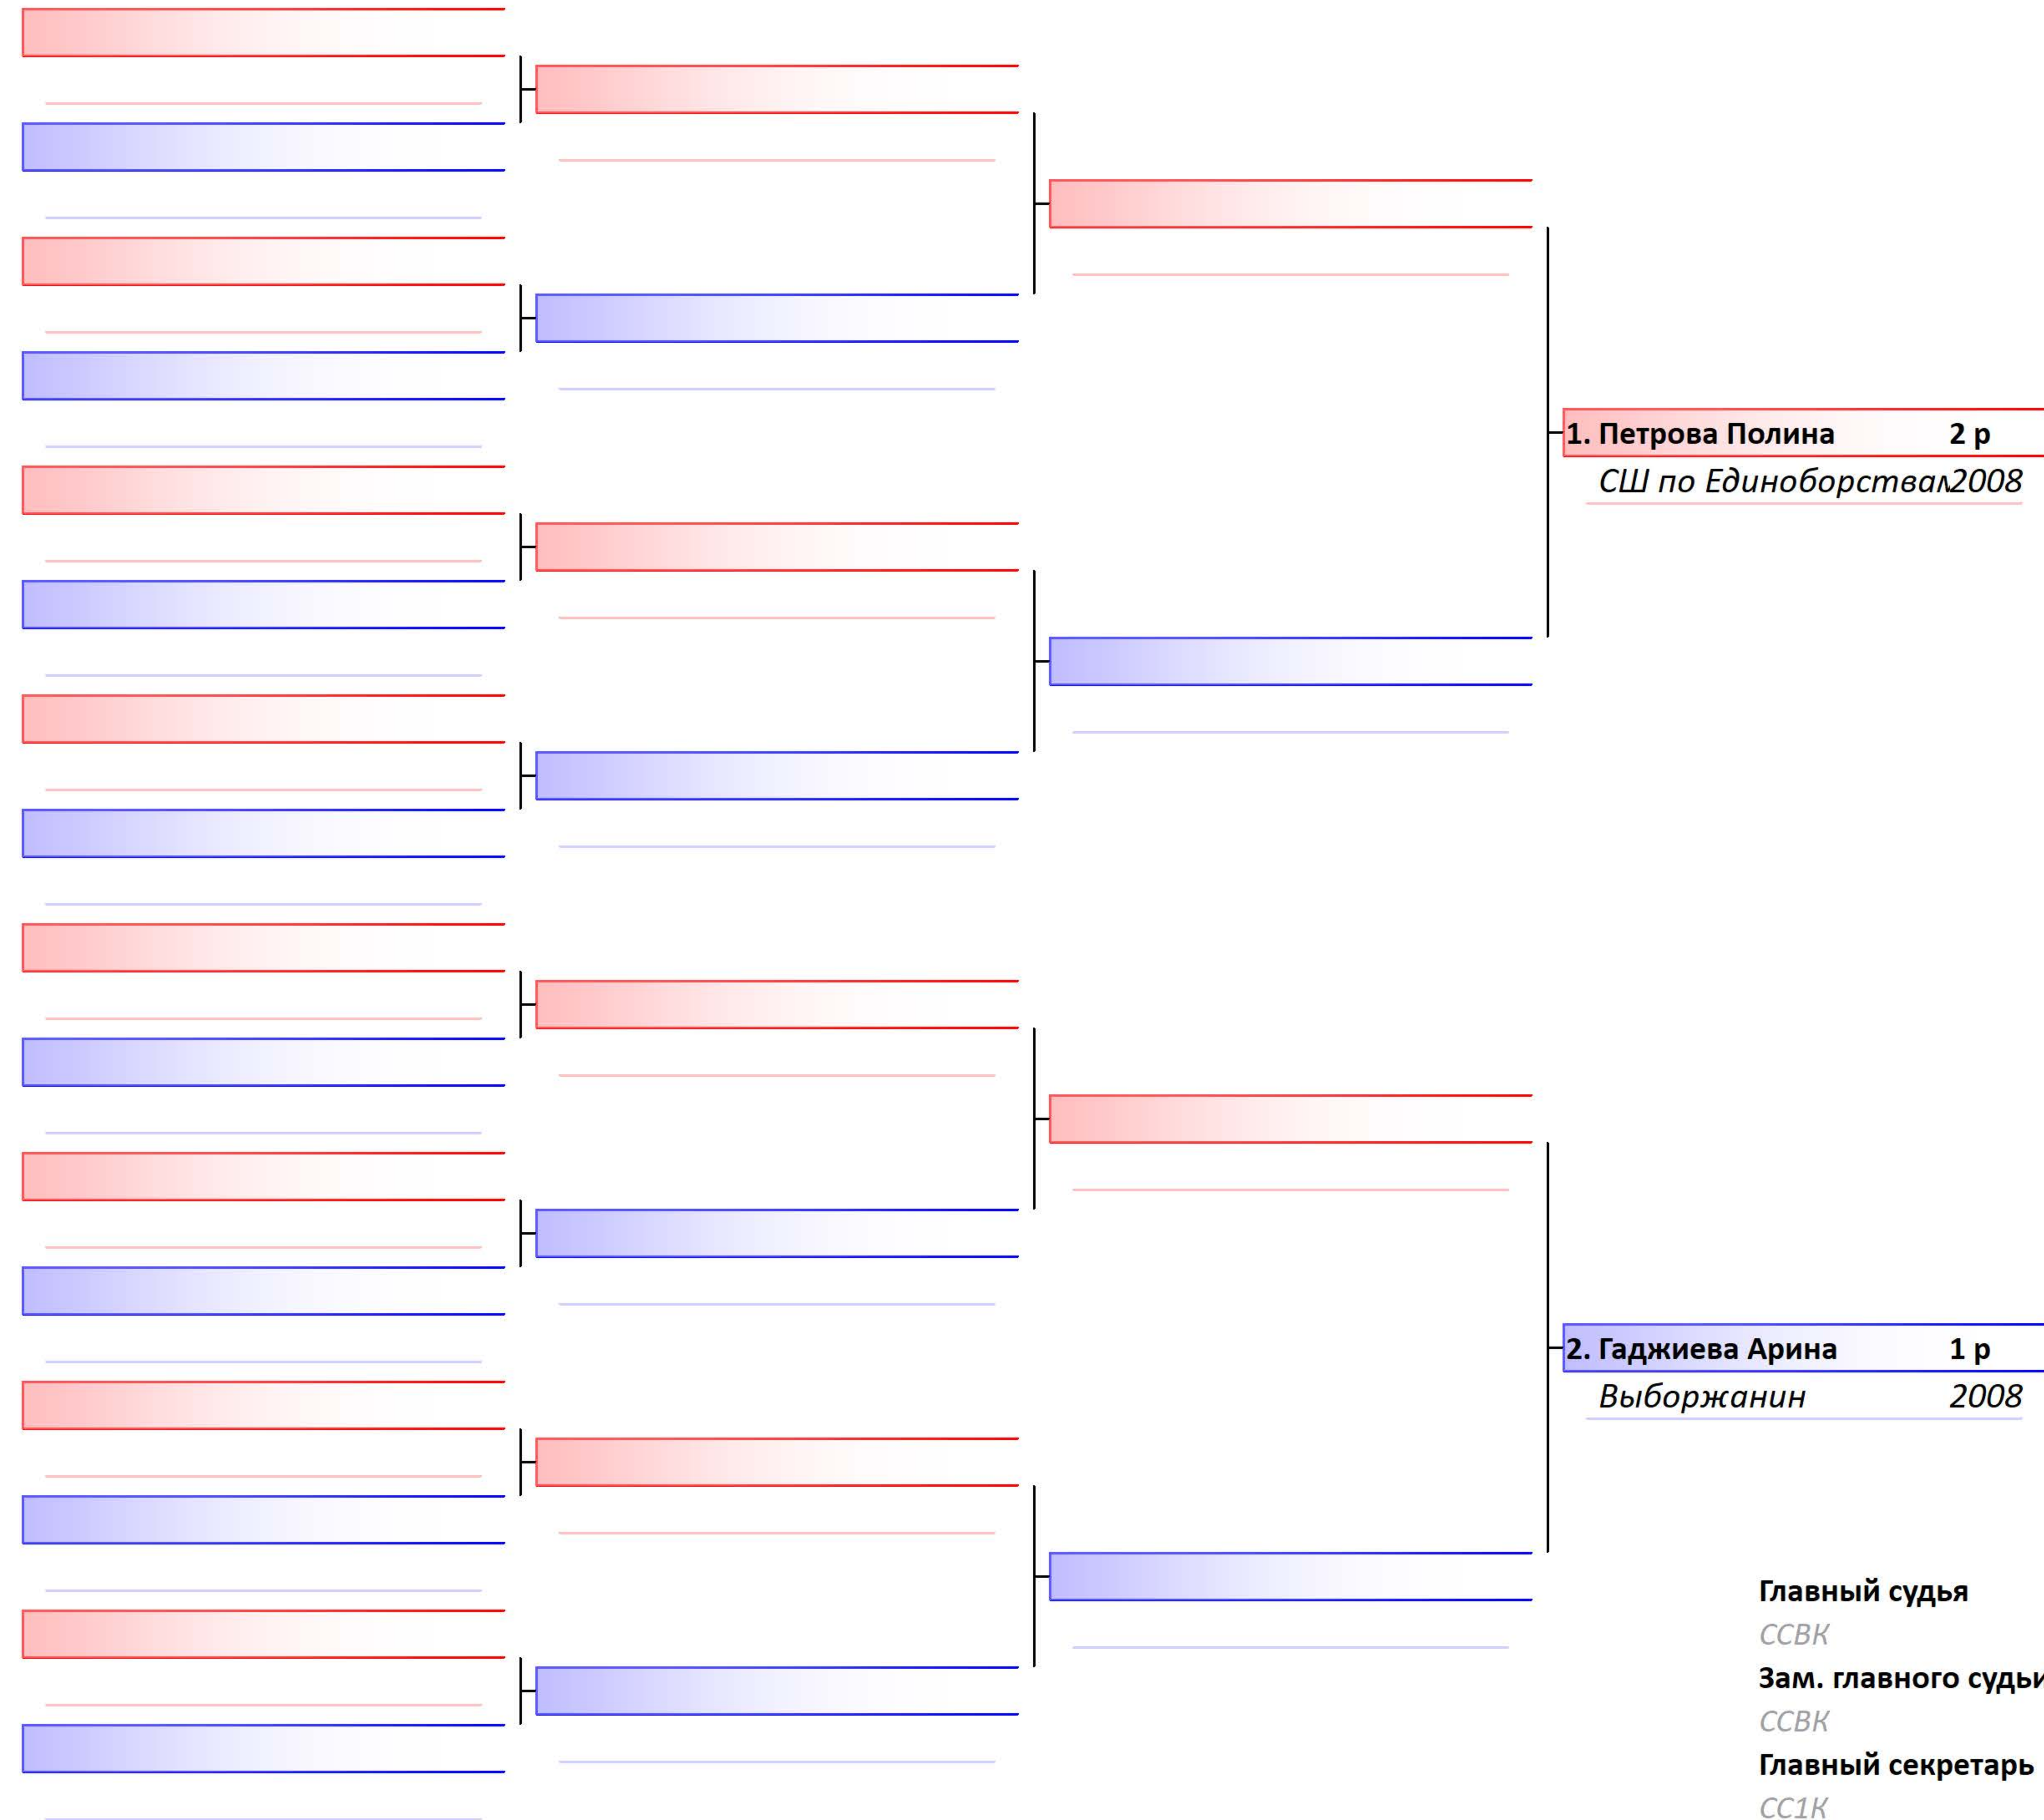 1. Петрова Полина 2 р
СШ по Единоборствам 2008
2. Гаджиева Арина 1 р
Выборжанин 2008
Главный судья
ССВК
Зам. главного судьи
ССВК
Главный секретарь
СС1К